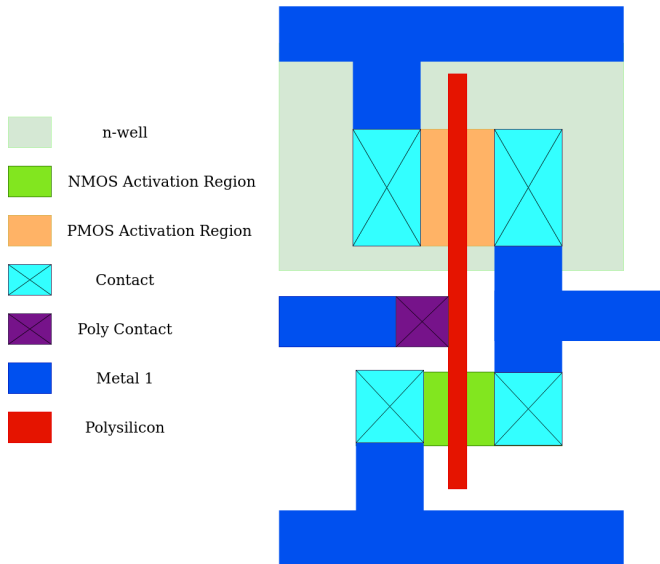 n-well
NMOS Activation Region
PMOS Activation Region
Contact
Poly Contact
Metal 1
Polysilicon